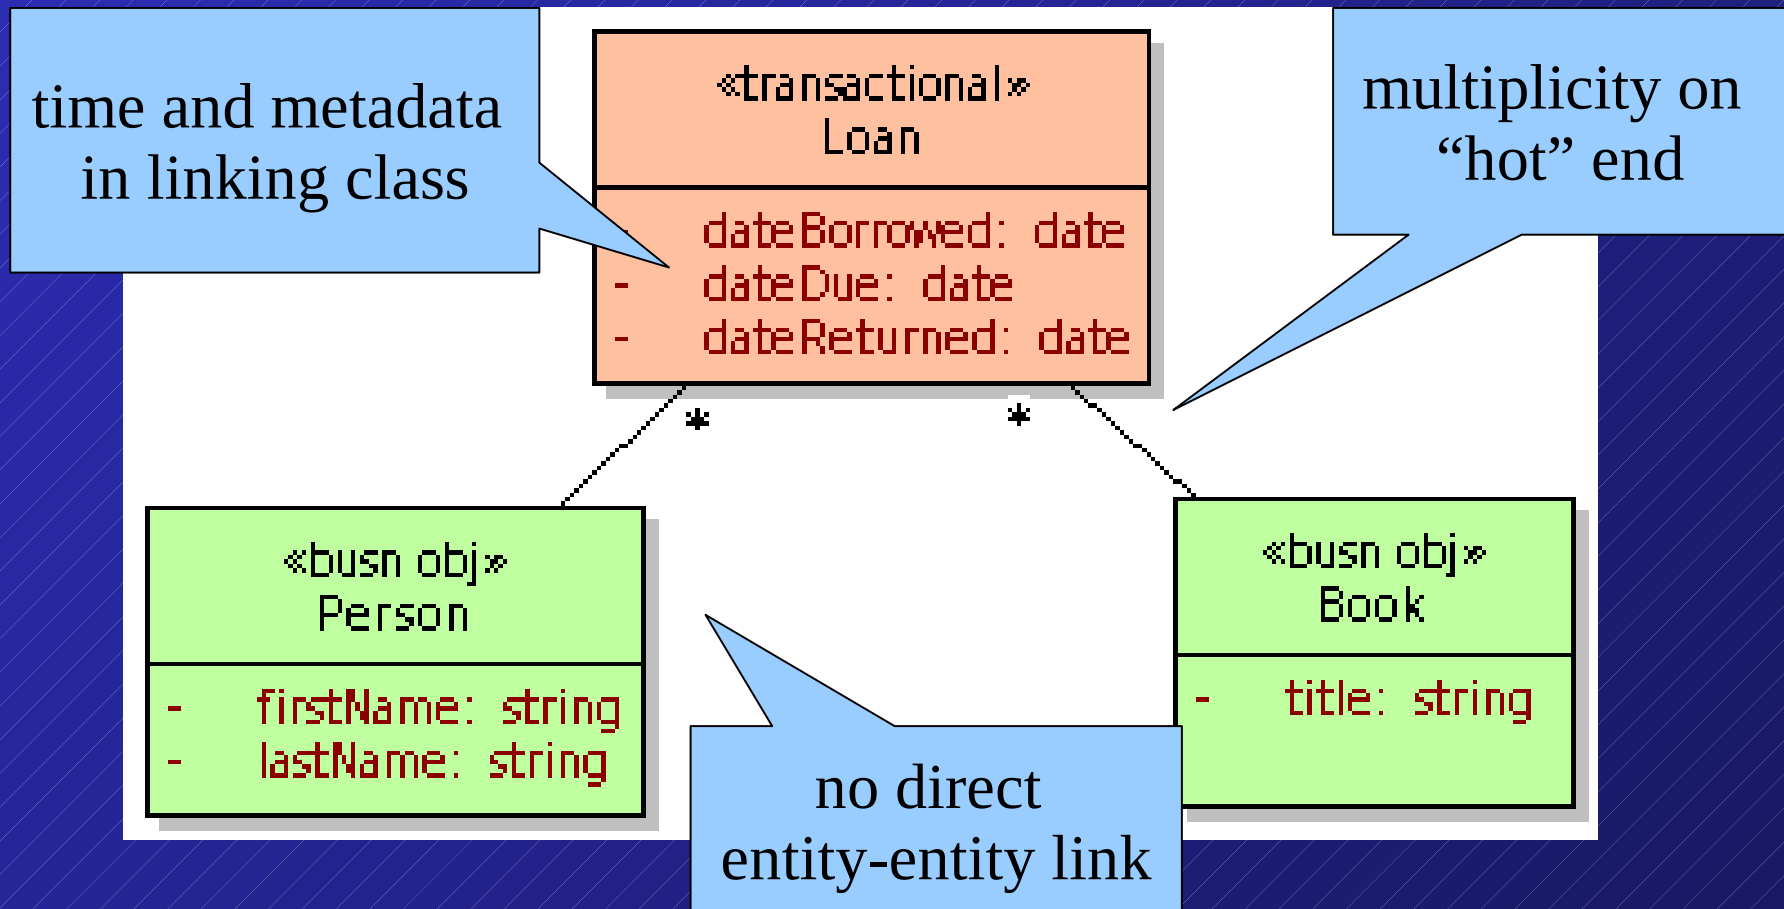 time and metadata
in linking class
«transactional»
Loan
- dateBorrowed: date
- dateDue: date
- dateReturned: date
multiplicity on
“hot” end
*
*
«busn obj»
Person
- firstName: string
- lastName: string
«busn obj»
Book
- title: string
no direct
entity-entity link